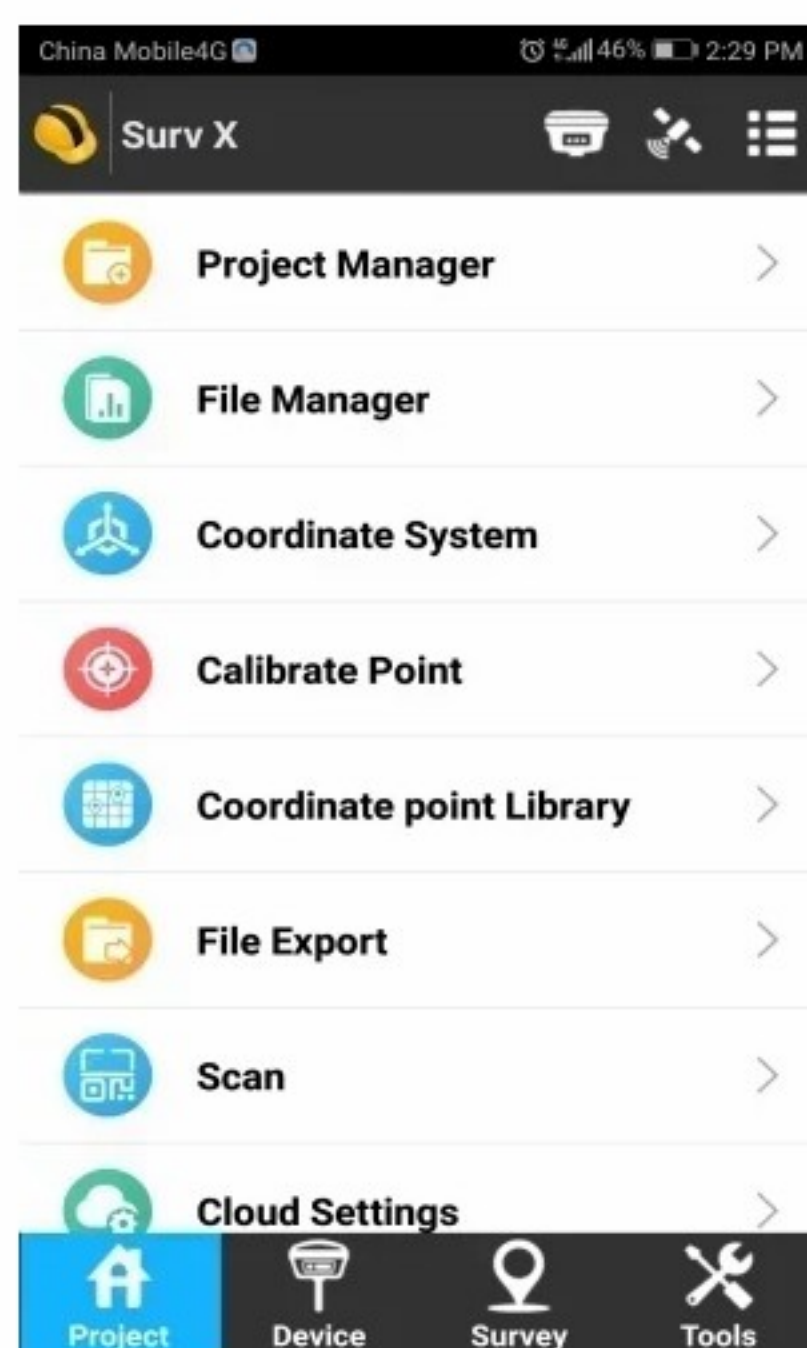 China Mobile4G 46% 2:29 PM
Surv X
Project Manager
File Manager
Coordinate System
Calibrate Point
Coordinate point Library
File Export
Scan
Cloud Settings
Project Device Survey Tools